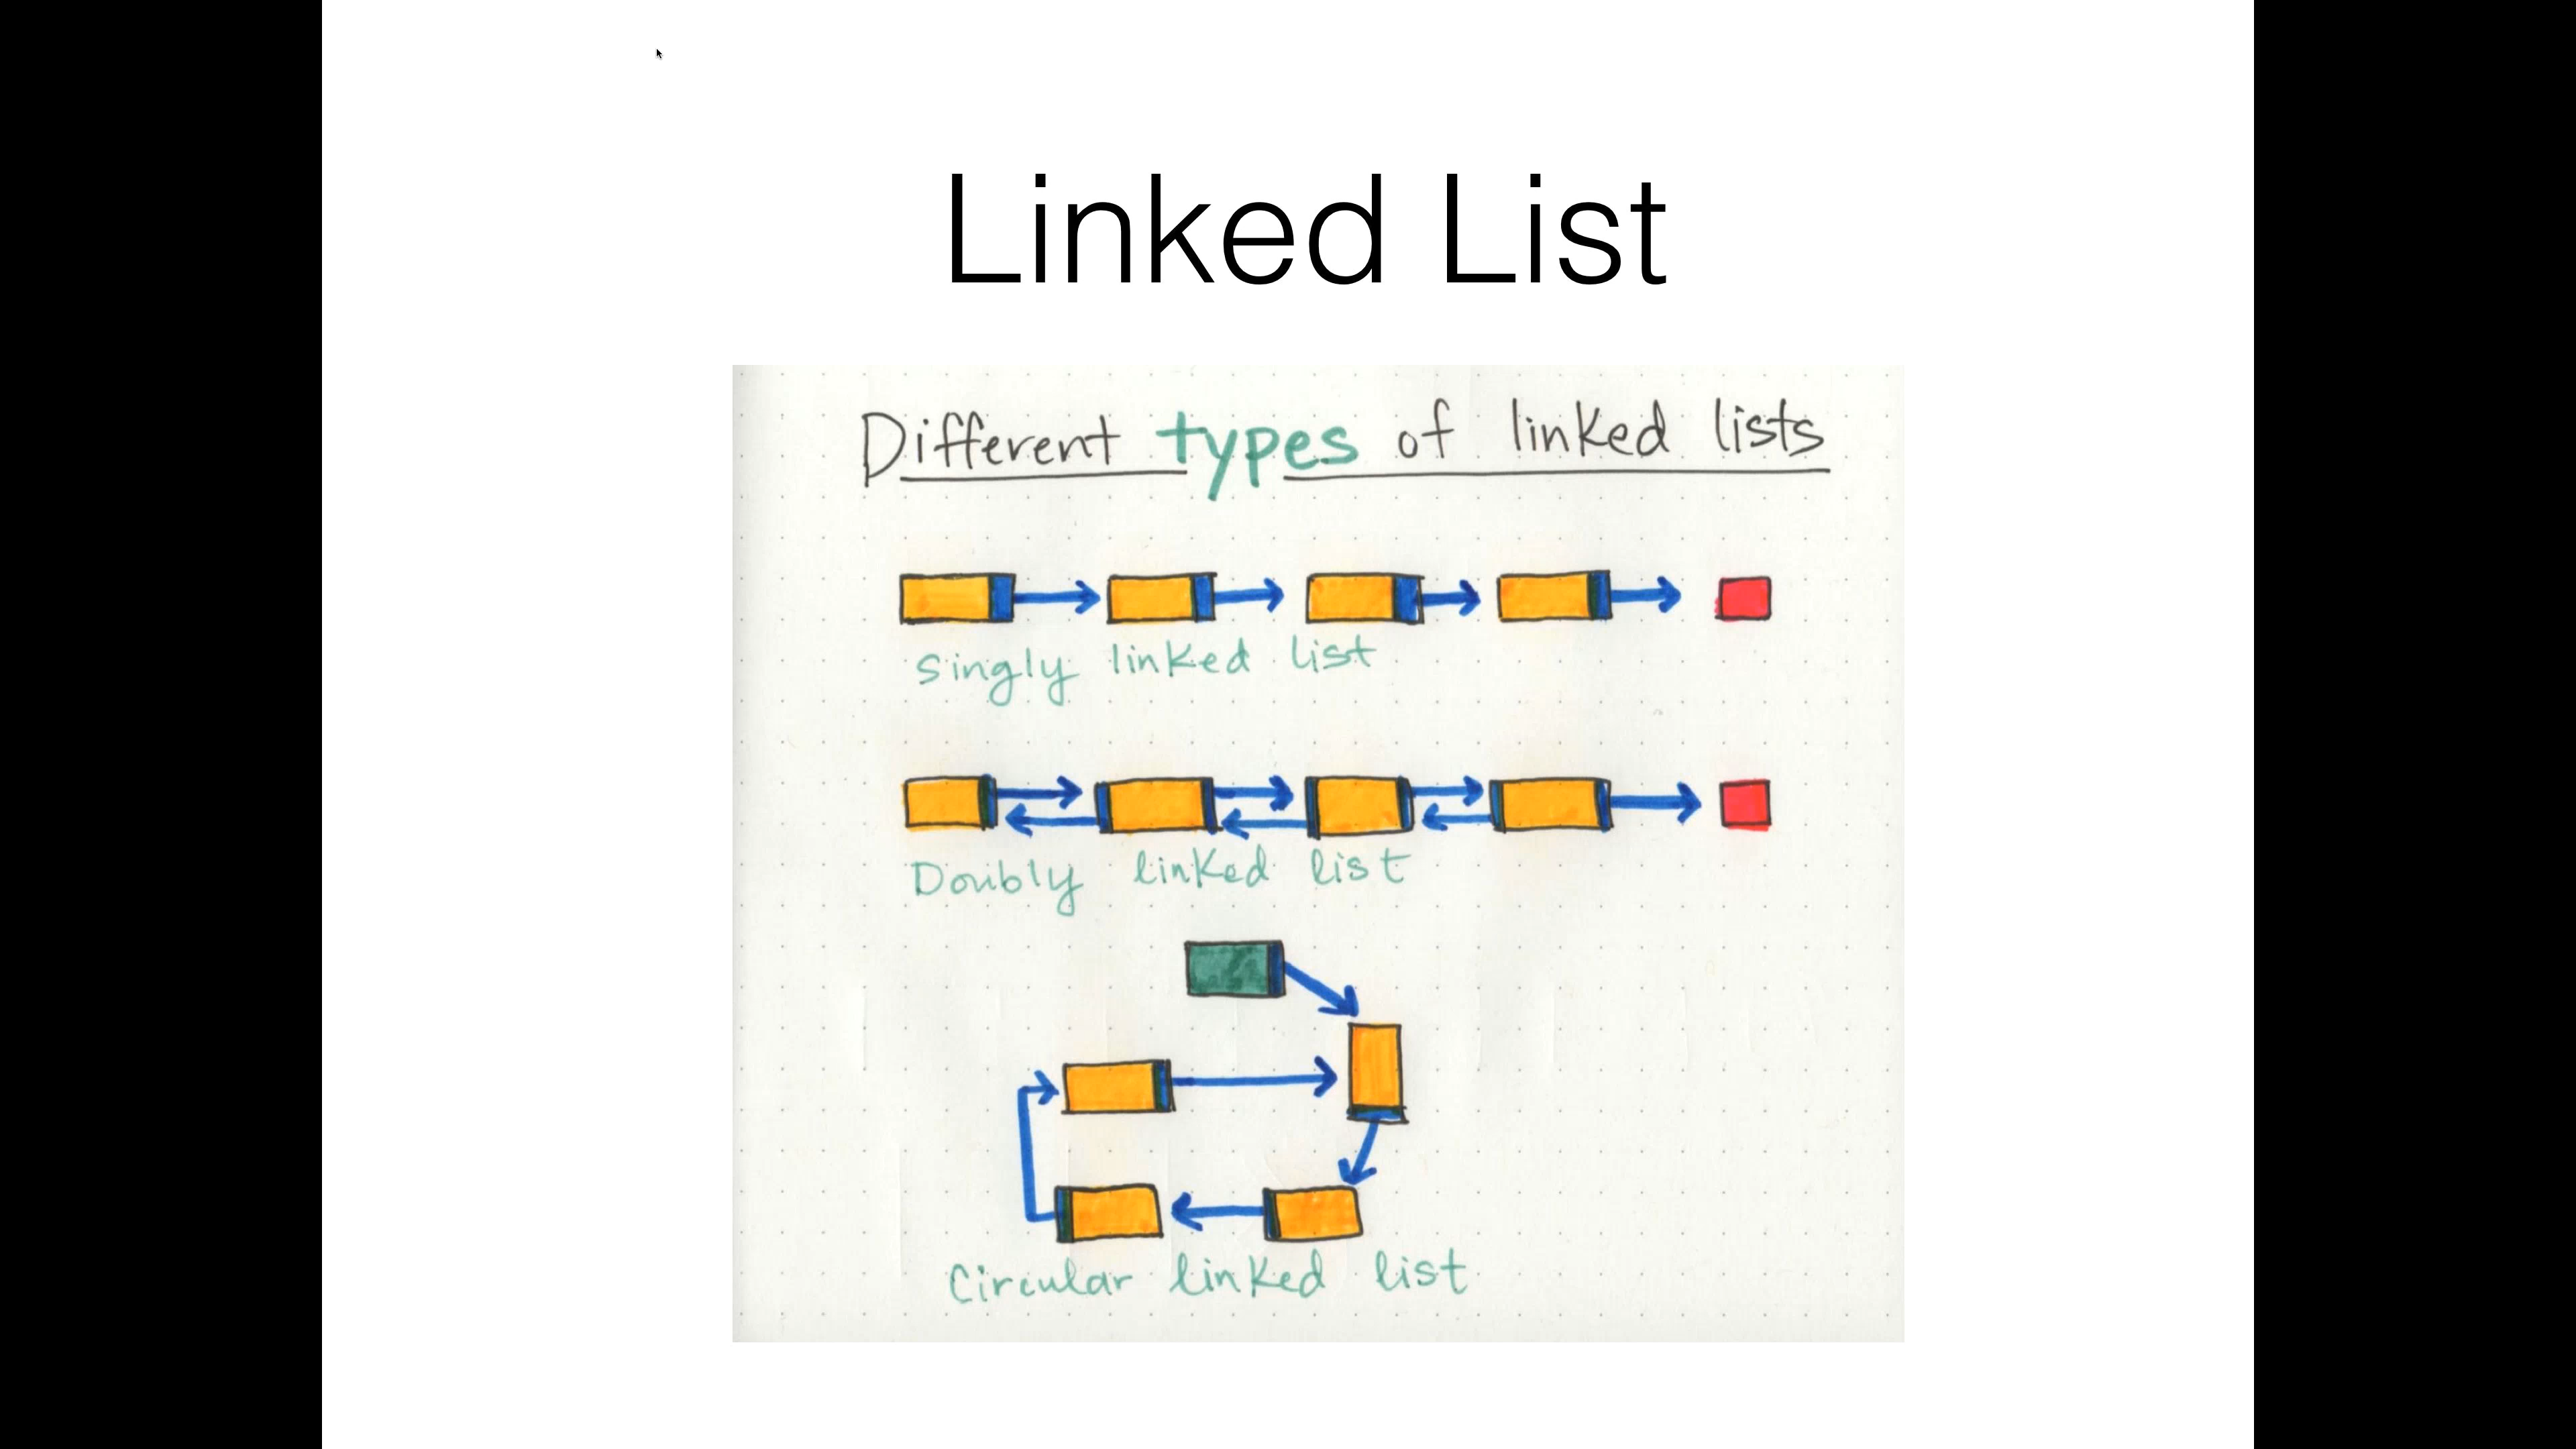 Linked List
Different types of linked lists
Singly linked list
Doubly linked list
Circular linked list